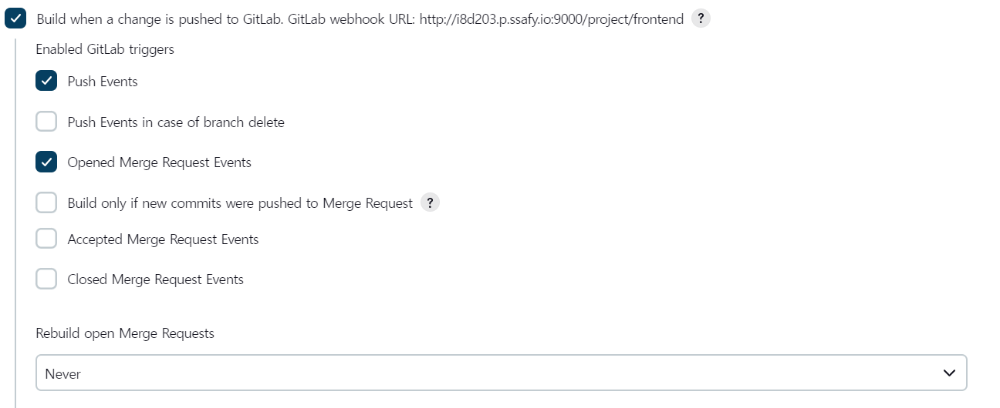 Build when a change is pushed to GitLab. GitLab webhook URL: http://i8d203.p.ssafy.io:9000/project/frontend ?
Enabled GitLab triggers
Push Events
Push Events in case of branch delete
Opened Merge Request Events
Build only if new commits were pushed to Merge Request ?
Accepted Merge Request Events
Closed Merge Request Events
Rebuild open Merge Requests
Never